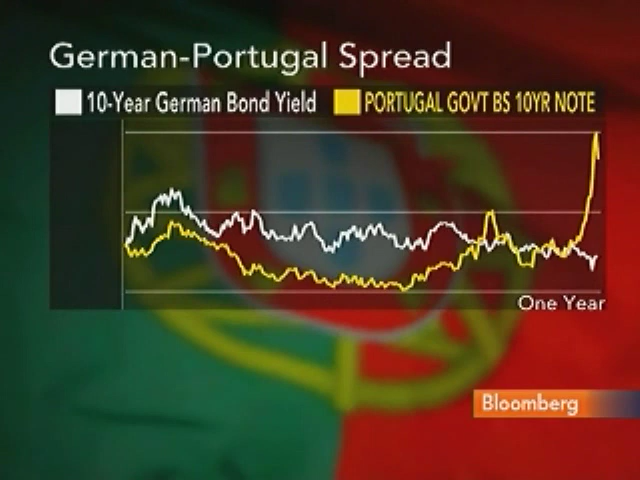 German-Portugal Spread
10-Year German Bond Yield PORTUGAL GOVT BS 10YR NOTE
One Year
Bloomberg